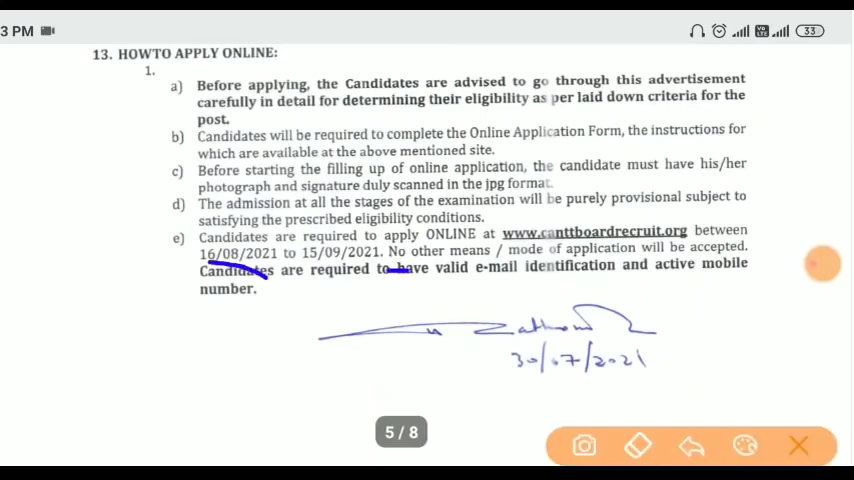 3 PM
33
13. HOWTO APPLY ONLINE:
1.
a) Before applying, the Candidates are advised to go through this advertisement
carefully in detail for determining their eligibility as per laid down criteria for the
post.
b) Candidates will be required to complete the Online Application Form, the instructions for
which are available at the above mentioned site.
c) Before starting the filling up of online application, the candidate must have his/her
photograph and signature duly scanned in the jpg format.
d) The admission at all the stages of the examination will be purely provisional subject to
satisfying the prescribed eligibility conditions.
e) Candidates are required to apply ONLINE at www.canttboardrecruit.org between
16/08/2021 to 15/09/2021. No other means / mode of application will be accepted.
Candidates are required to have valid e-mail identification and active mobile
number.
30/07/2021
5 / 8